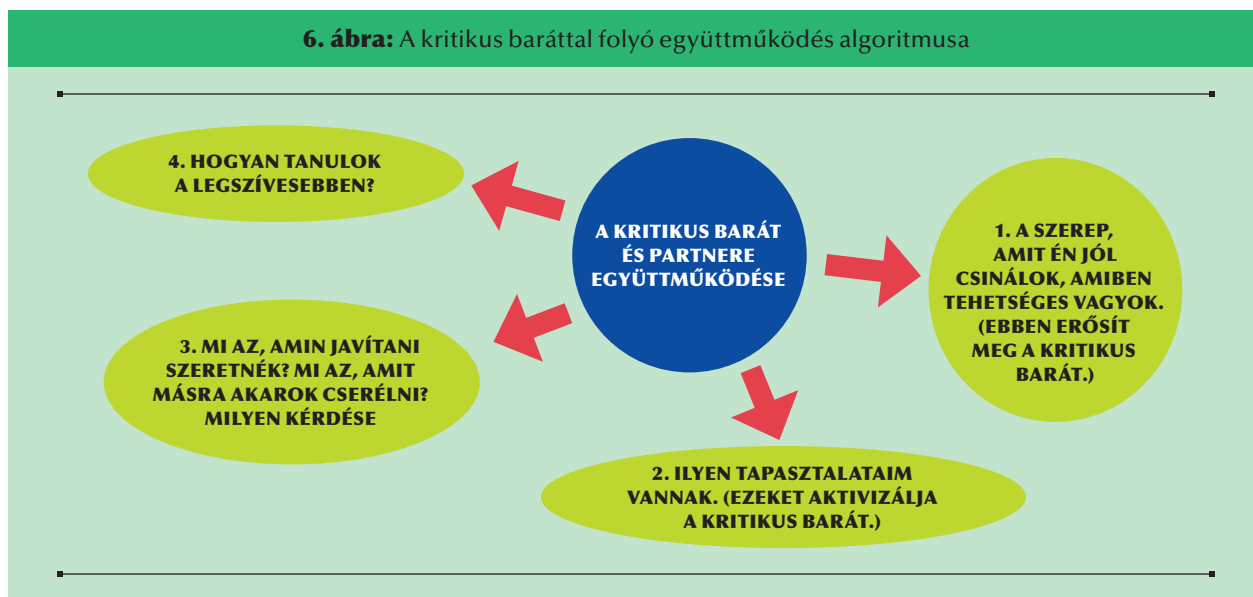 6. ábra: A kritikus baráttal folyó együttműködés algoritmusa
A KRITIKUS BARÁT
ÉS PARTNERE
EGYÜTTMŰKÖDÉSE
1. A SZEREP,
AMIT ÉN JÓL
CSINÁLOK, AMIBEN
TEHETSÉGES VAGYOK.
(EBBEN ERŐSÍT
MEG A KRITIKUS
BARÁT.)
2. ILYEN TAPASZTALATAIM
VANNAK. (EZEKET AKTIVIZÁLJA
A KRITIKUS BARÁT.)
3. MI AZ, AMIN JAVÍTANI
SZERETNÉK? MI AZ, AMIT
MÁSRA AKAROK CSERÉLNI?
MILYEN KÉRDÉSE
4. HOGYAN TANULOK
A LEGSZÍVESEBBEN?